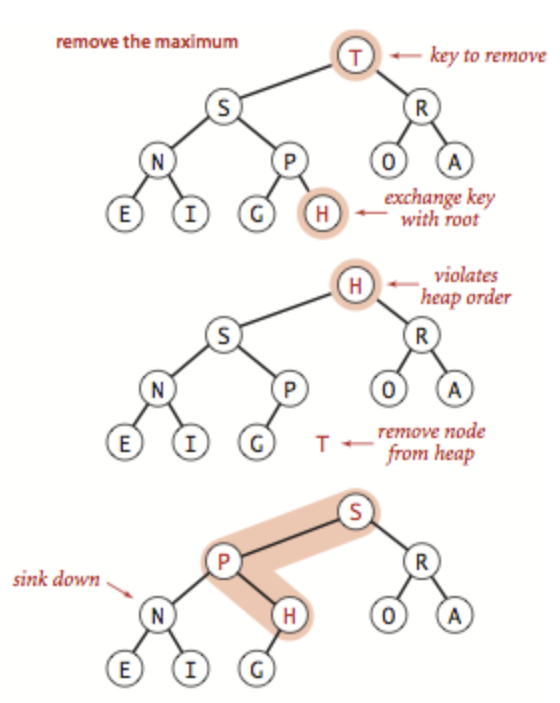 remove the maximum
T
key to remove
S
R
N
P
O
A
E
I
G
H
exchange key
with root
H
violates
heap order
S
R
N
P
O
A
E
I
G
T
remove node
from heap
S
P
R
sink down
N
H
O
A
E
I
G